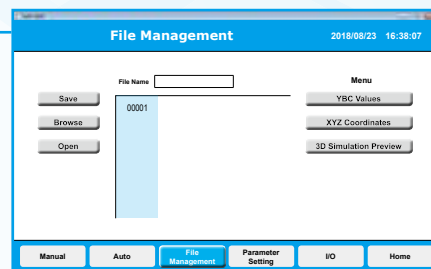 File Management
2018/08/23 16:38:07
File Name
Menu
Save
YBC Values
00001
Browse
XYZ Coordinates
Open
3D Simulation Preview
Manual
Auto
File
Management
Parameter
Setting
I/O
Home